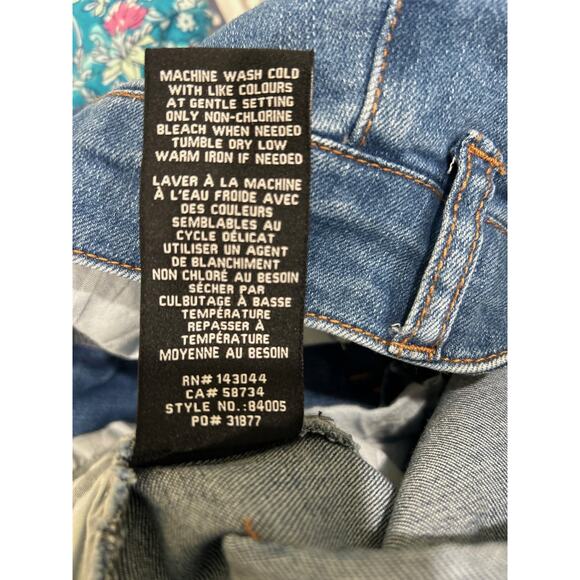 MACHINE WASH COLD
WITH LIKE COLOURS
AT GENTLE SETTING
ONLY NON-CHLORINE
BLEACH WHEN NEEDED
TUMBLE DRY LOW
WARM IRON IF NEEDED
LAVER À LA MACHINE
À L'EAU FROIDE AVEC
DES COULEURS
SEMBLABLES AU
CYCLE DÉLICAT
UTILISER UN AGENT
DE BLANCHIMENT
NON CHLORÉ AU BESOIN
SÉCHER PAR
CULBUTAGE À BASSE
TEMPÉRATURE
REPASSER À
TEMPÉRATURE
MOYENNE AU BESOIN
RN# 143044
CA# 58734
STYLE NO.:84005
PO# 31877